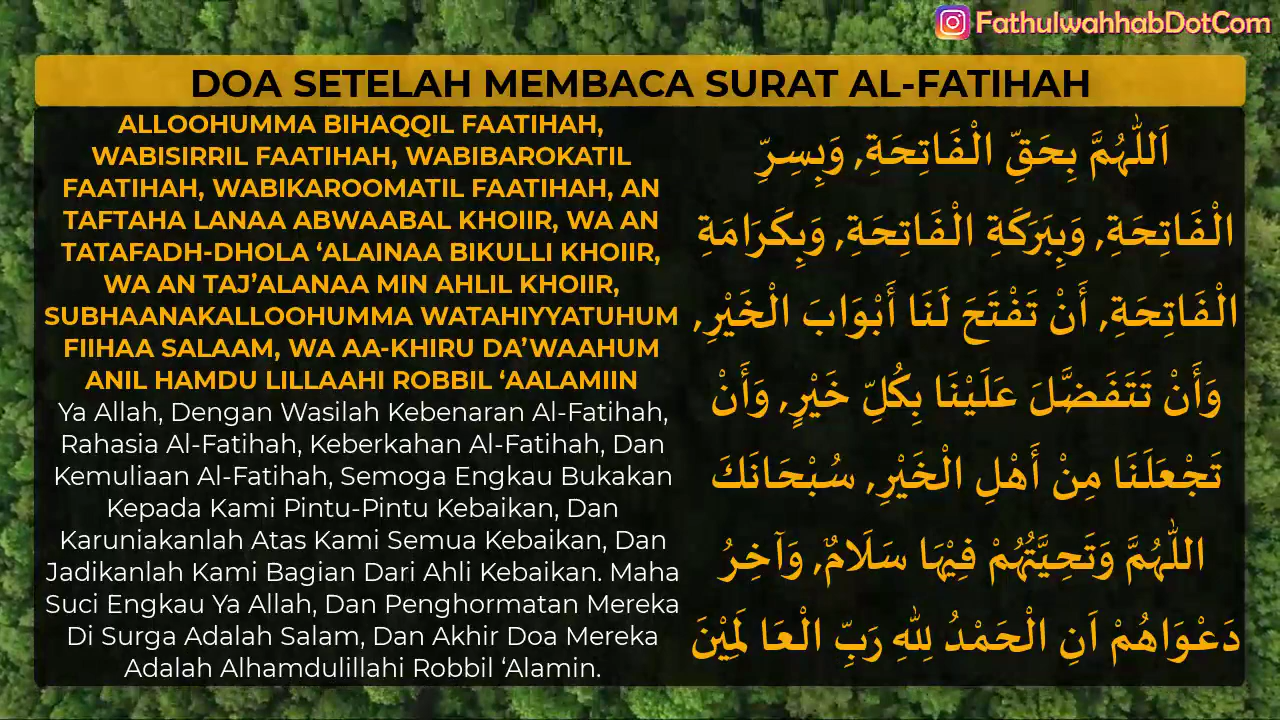 FathulwahhabDotCom
DOA SETELAH MEMBACA SURAT AL-FATIHAH
ALLOOHUMMA BIHAQQIL FAATIHAH,
WABISIRRIL FAATIHAH, WABIBAROKATIL
FAATIHAH, WABIKAROOMATIL FAATIHAH, AN
TAFTAHA LANAA ABWAABAL KHOIIR, WA AN
TATAFADH-DHOLA ‘ALAINAA BIKULLI KHOIIR,
WA AN TAJ’ALANAA MIN AHLIL KHOIIR,
SUBHAANAKALLOOHUMMA WATAHIYYATUHUM
FIIHAA SALAAM, WA AA-KHIRU DA’WAAHUM
ANIL HAMDU LILLAAHI ROBBIL ‘AALAMIIN
Ya Allah, Dengan Wasilah Kebenaran Al-Fatihah,
Rahasia Al-Fatihah, Keberkahan Al-Fatihah, Dan
Kemuliaan Al-Fatihah, Semoga Engkau Bukakan
Kepada Kami Pintu-Pintu Kebaikan, Dan
Karuniakanlah Atas Kami Semua Kebaikan, Dan
Jadikanlah Kami Bagian Dari Ahli Kebaikan. Maha
Suci Engkau Ya Allah, Dan Penghormatan Mereka
Di Surga Adalah Salam, Dan Akhir Doa Mereka
Adalah Alhamdulillahi Robbil ‘Alamin.
اَللّٰهُمَّ بِحَقِّ الْفَاتِحَةِ, وَبِسِرِّ
الْفَاتِحَةِ, وَبِبَرَكَةِ الْفَاتِحَةِ, وَبِكَرَامَةِ
الْفَاتِحَةِ, أَنْ تَفْتَحَ لَنَا أَبْوَابَ الْخَيْرِ,
وَأَنْ تَتَفَضَّلَ عَلَيْنَا بِكُلِّ خَيْرٍ, وَأَنْ
تَجْعَلَنَا مِنْ أَهْلِ الْخَيْرِ, سُبْحَانَكَ
اللّٰهُمَّ وَتَحِيَّتُهُمْ فِيْهَا سَلَامٌ, وَآخِرُ
دَعْوَاهُمْ اَنِ الْحَمْدُ لِلّٰهِ رَبِّ الْعَا لَمِيْنَ